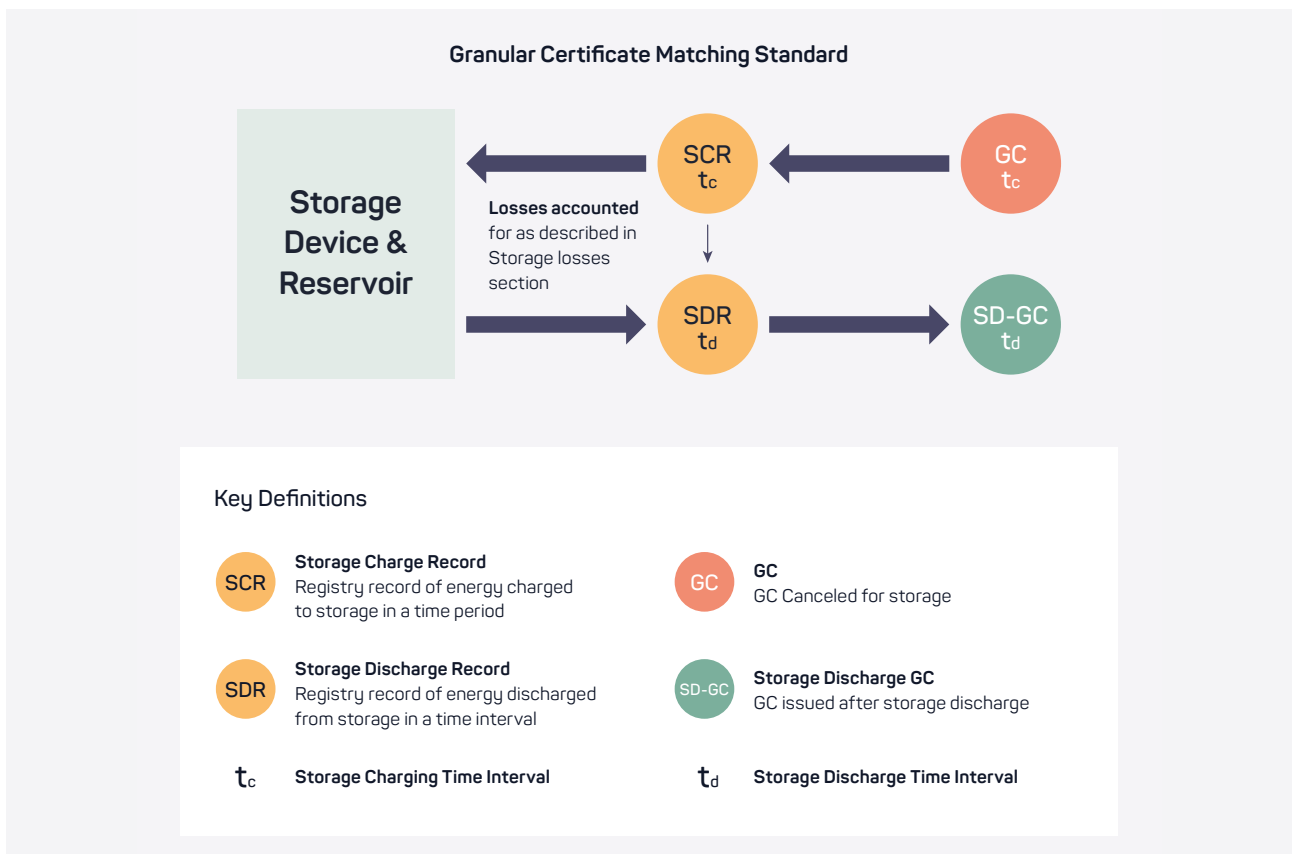 Granular Certificate Matching Standard
Storage
Device &
Reservoir
SCR
tc
GC
tc
Losses accounted
for as described in
Storage losses
section
SDR
td
SD-GC
td
Key Definitions
SCR
Storage Charge Record
Registry record of energy charged
to storage in a time period
GC
GC
GC Canceled for storage
SDR
Storage Discharge Record
Registry record of energy discharged
from storage in a time interval
SD-GC
Storage Discharge GC
GC issued after storage discharge
tc
Storage Charging Time Interval
td
Storage Discharge Time Interval